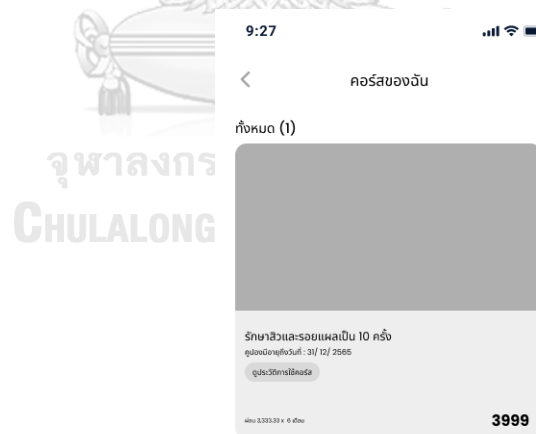 9:27
คอร์สของฉัน
ทั้งหมด (1)
จุฬาลงกร
CHULALONG
รักษาสิวและรอยแผลเป็น 10 ครั้ง
คูปองมีอายุถึงวันที่ : 31/ 12/ 2565
ดูประวัติการใช้คอร์ส
ผ่อน 3,333.33 x 6 เดือน
3999